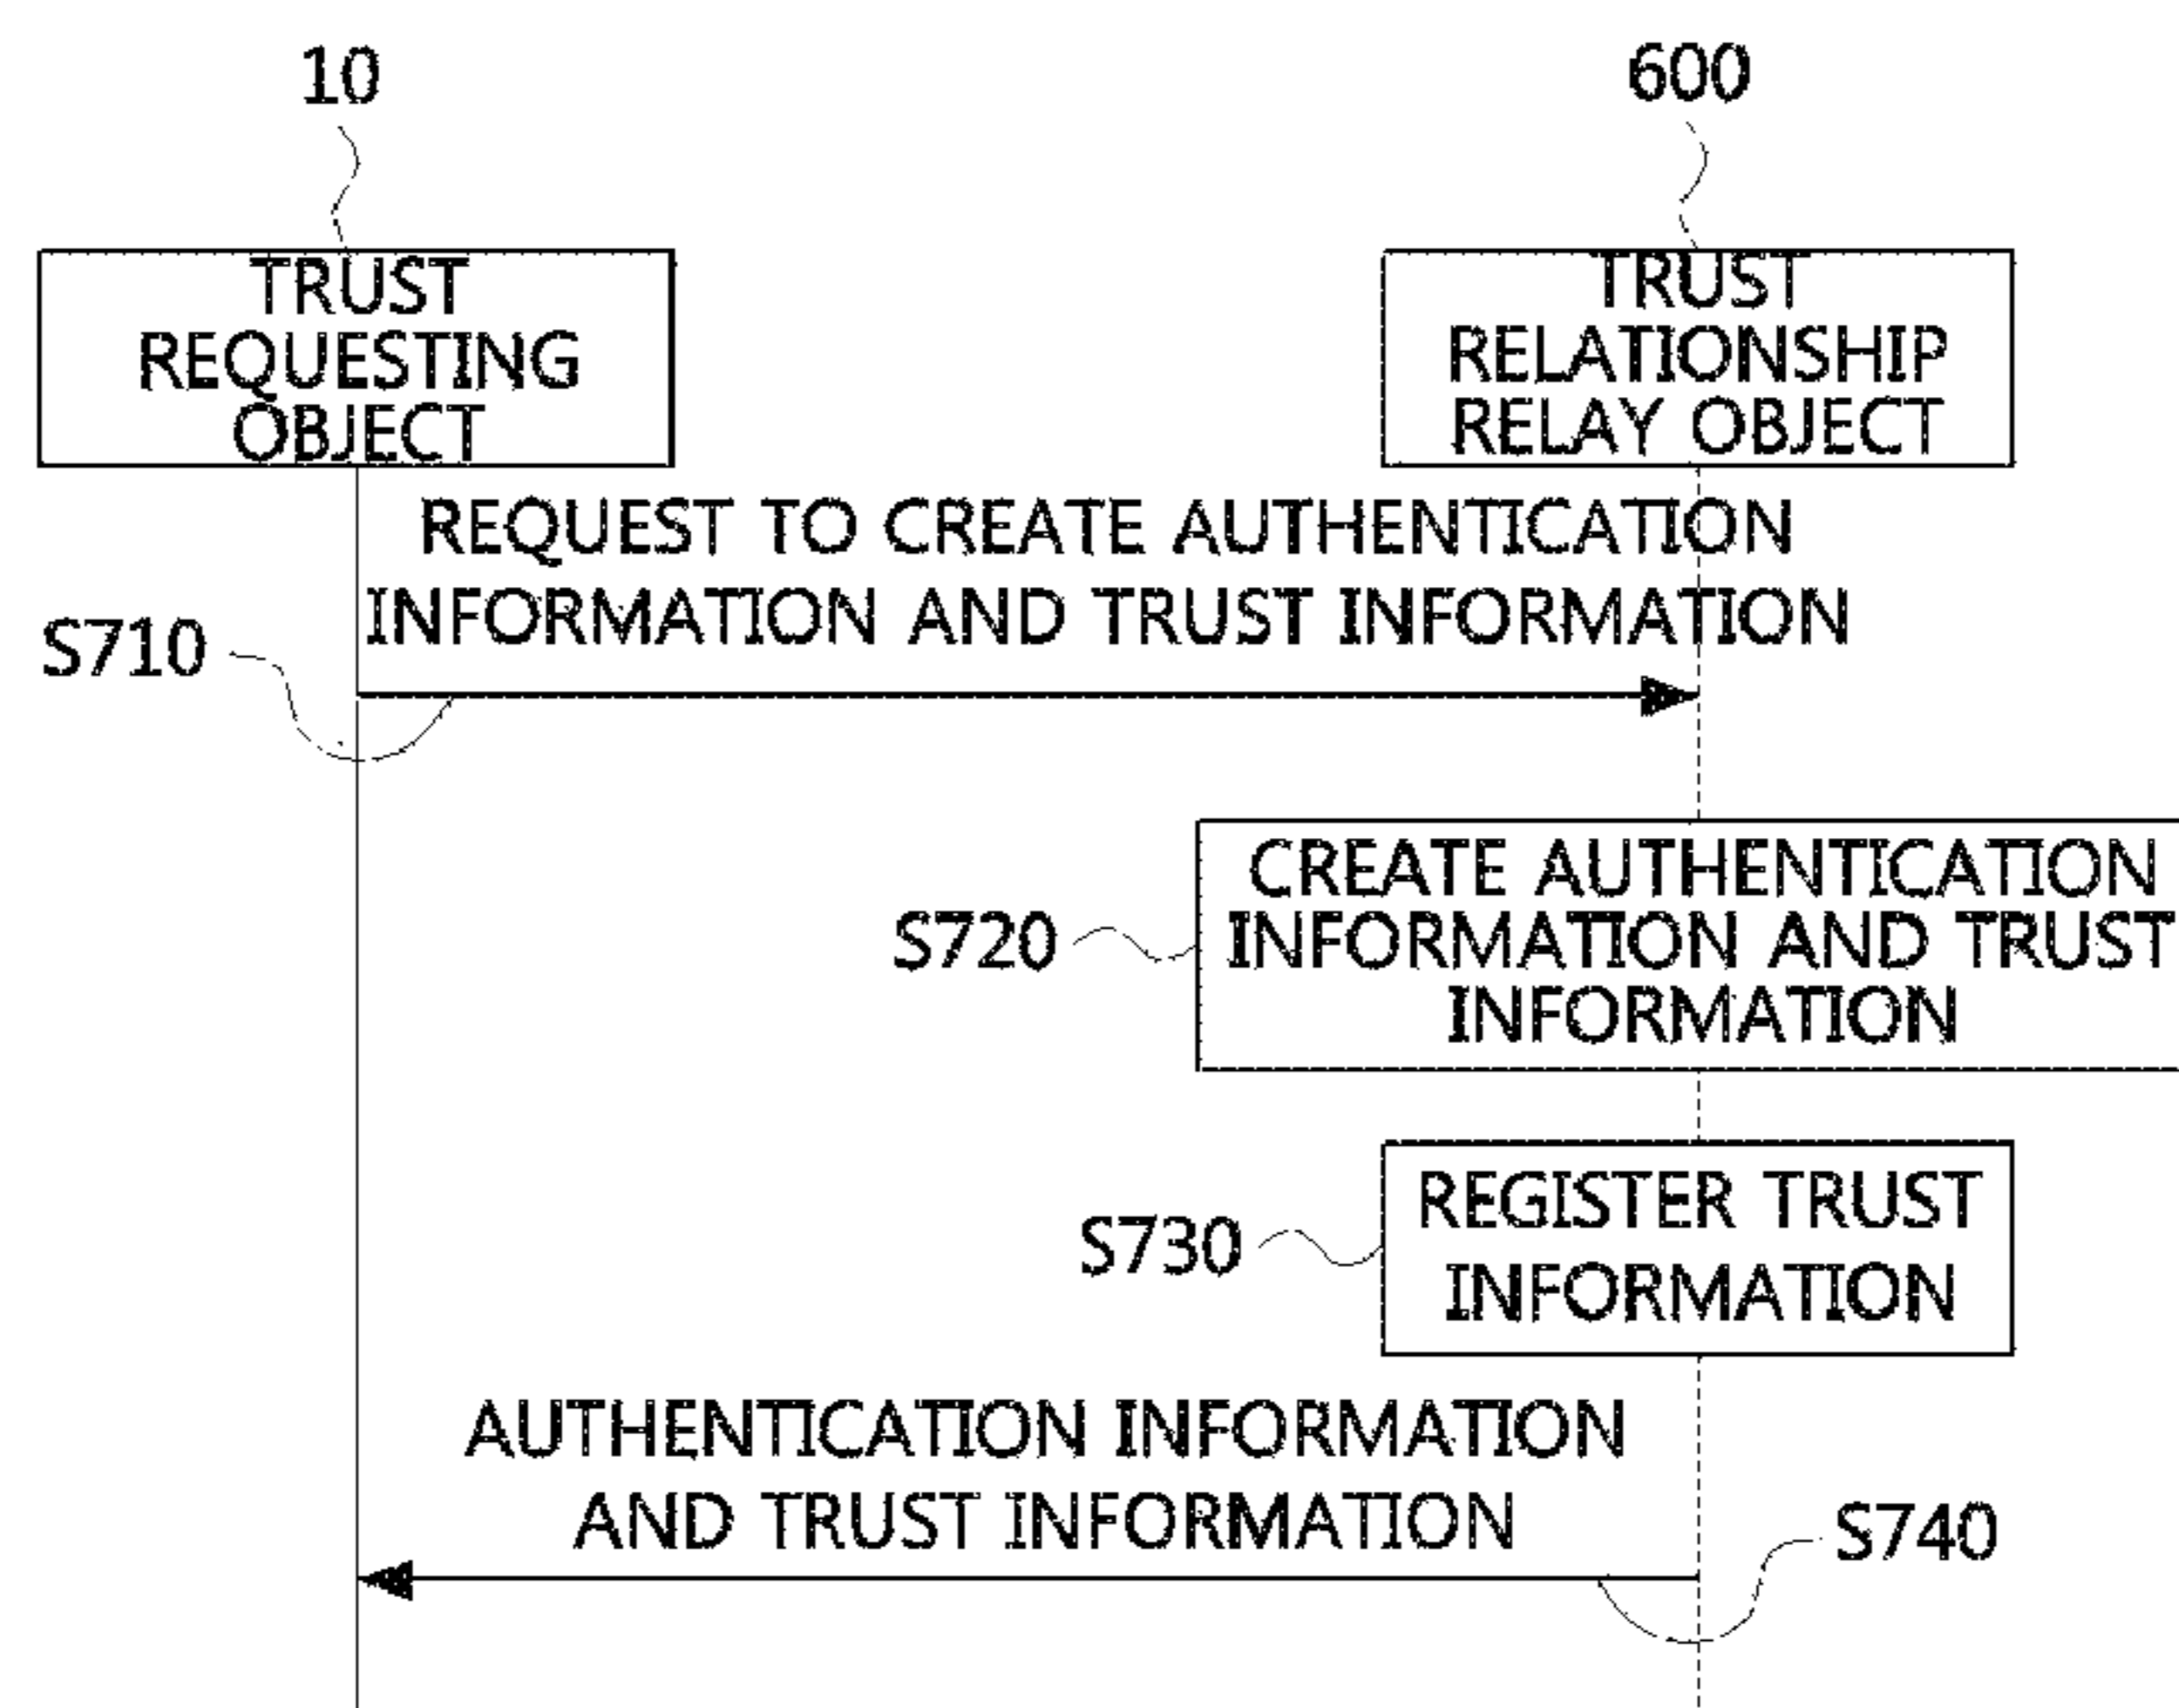 10
600
TRUST
REQUESTING
OBJECT
TRUST
RELATIONSHIP
RELAY OBJECT
REQUEST TO CREATE AUTHENTICATION
INFORMATION AND TRUST INFORMATION
S710
CREATE AUTHENTICATION
INFORMATION AND TRUST
INFORMATION
S720
REGISTER TRUST
INFORMATION
S730
AUTHENTICATION INFORMATION
AND TRUST INFORMATION
S740